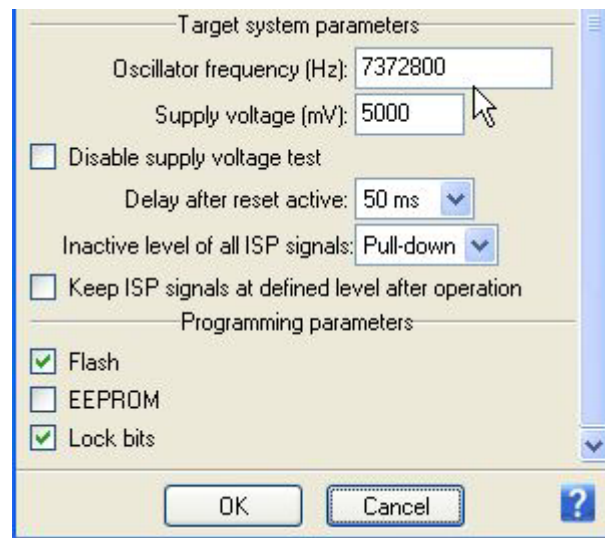 Target system parameters
Oscillator frequency (Hz): 7372800
Supply voltage (mV): 5000
Disable supply voltage test
Delay after reset active: 50 ms
Inactive level of all ISP signals: Pull-down
Keep ISP signals at defined level after operation
Programming parameters
Flash
EEPROM
Lock bits
OK Cancel ?